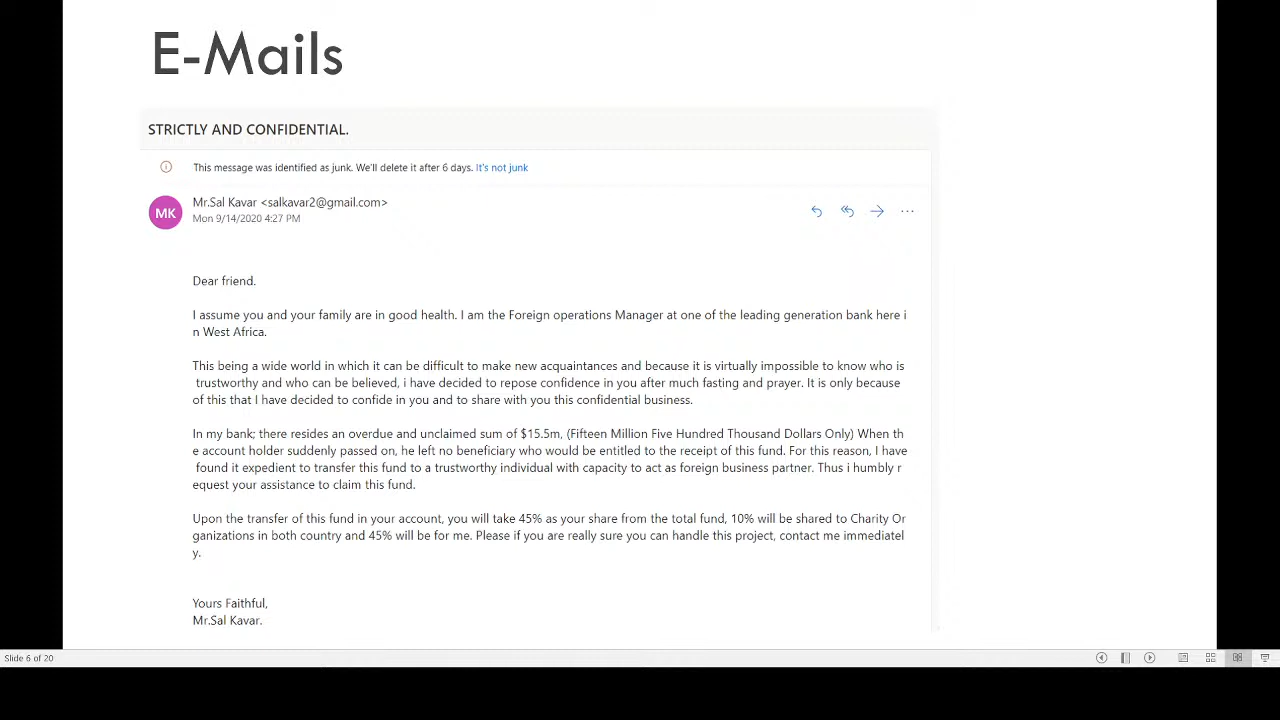 E-Mails
STRICTLY AND CONFIDENTIAL.
This message was identified as junk. We'll delete it after 6 days. It's not junk
MK
Mr.Sal Kavar <salkavar2@gmail.com>
Mon 9/14/2020 4:27 PM
Dear friend.
I assume you and your family are in good health. I am the Foreign operations Manager at one of the leading generation bank here i
n West Africa.
This being a wide world in which it can be difficult to make new acquaintances and because it is virtually impossible to know who is
trustworthy and who can be believed, i have decided to repose confidence in you after much fasting and prayer. It is only because
of this that I have decided to confide in you and to share with you this confidential business.
In my bank; there resides an overdue and unclaimed sum of $15.5m, (Fifteen Million Five Hundred Thousand Dollars Only) When th
e account holder suddenly passed on, he left no beneficiary who would be entitled to the receipt of this fund. For this reason, I have
found it expedient to transfer this fund to a trustworthy individual with capacity to act as foreign business partner. Thus i humbly r
equest your assistance to claim this fund.
Upon the transfer of this fund in your account, you will take 45% as your share from the total fund, 10% will be shared to Charity Or
ganizations in both country and 45% will be for me. Please if you are really sure you can handle this project, contact me immediatel
y.
Yours Faithful,
Mr.Sal Kavar.
Slide 6 of 20